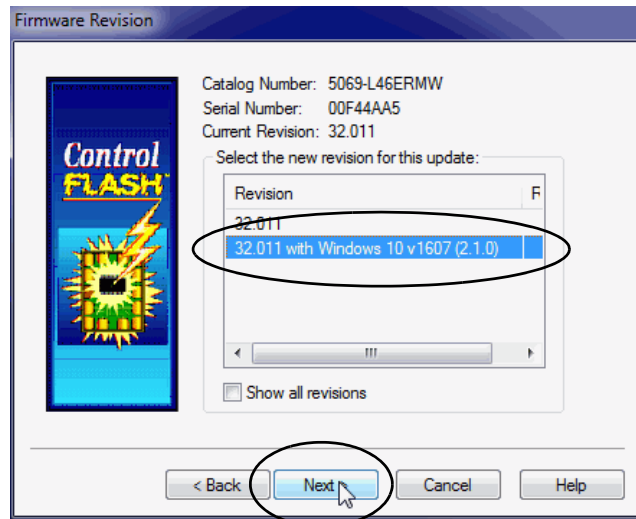 Firmware Revision
Catalog Number: 5069-L46ERMW
Serial Number: 00F44AA5
Current Revision: 32.011
Control
FLASH
Select the new revision for this update:
Revision R
32.011
32.011 with Windows 10 v1607 (2.1.0)
Show all revisions
< Back Next > Cancel Help